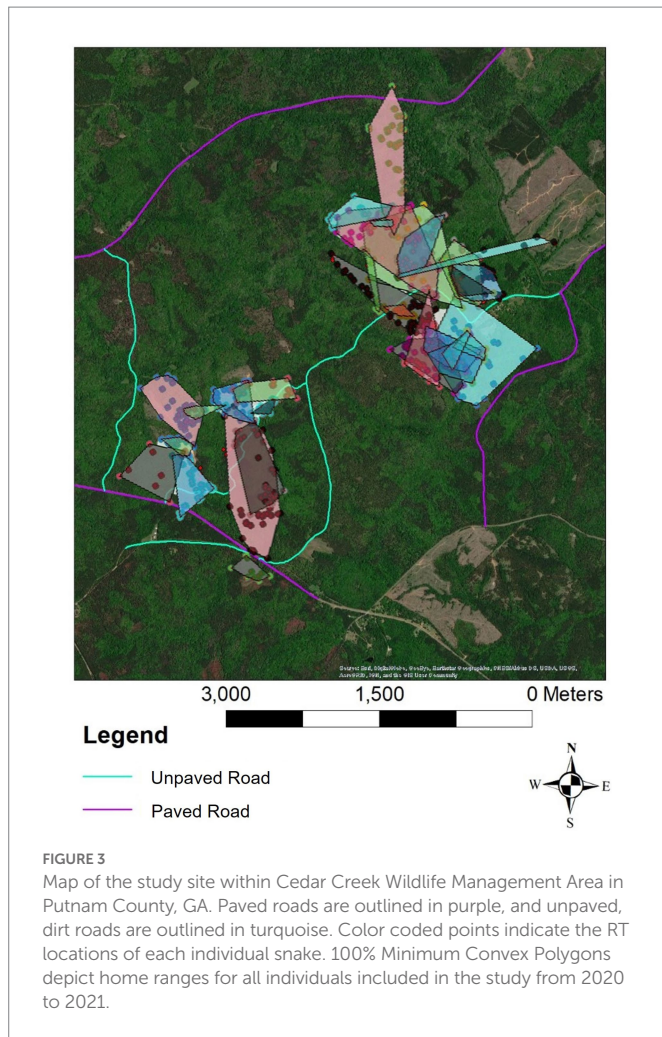 3,000 1,500 0 Meters
Legend
Unpaved Road
Paved Road
N
W E
S
FIGURE 3
Map of the study site within Cedar Creek Wildlife Management Area in
Putnam County, GA. Paved roads are outlined in purple, and unpaved,
dirt roads are outlined in turquoise. Color coded points indicate the RT
locations of each individual snake. 100% Minimum Convex Polygons
depict home ranges for all individuals included in the study from 2020
to 2021.